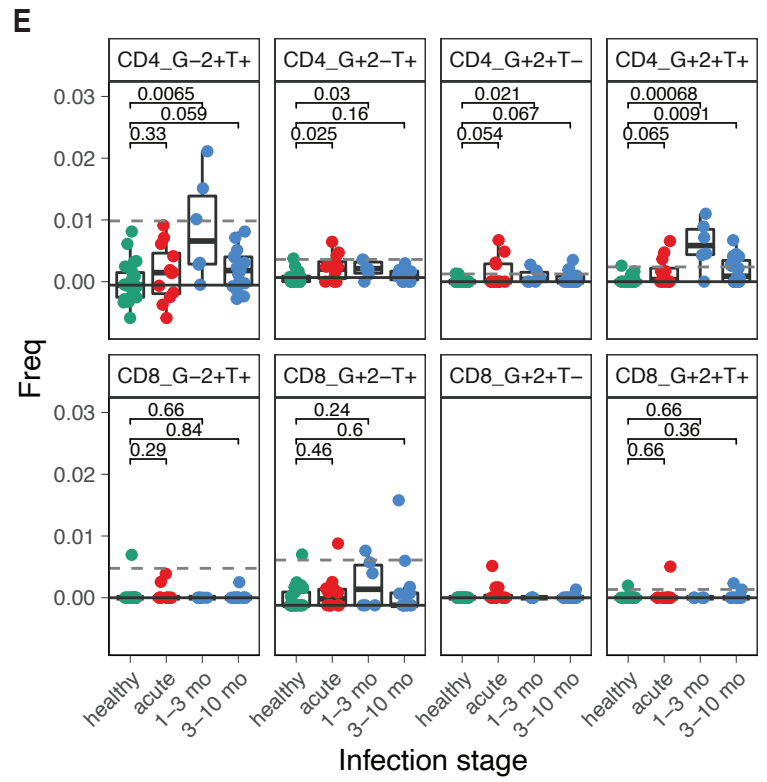 E
CD4_G−2+T+ CD4_G+2−T+ CD4_G+2+T− CD4_G+2+T+
0.0065 0.03 0.021 0.00068
0.059 0.16 0.067 0.0091
0.33 0.025 0.054 0.065
0.03
0.02
0.01
0.00
Freq
CD8_G−2+T+ CD8_G+2−T+ CD8_G+2+T− CD8_G+2+T+
0.66 0.24 0.66
0.84 0.6 0.36
0.29 0.46 0.66
0.03
0.02
0.01
0.00
healthy acute 1−3 mo 3−10 mo healthy acute 1−3 mo 3−10 mo healthy acute 1−3 mo 3−10 mo healthy acute 1−3 mo 3−10 mo
Infection stage